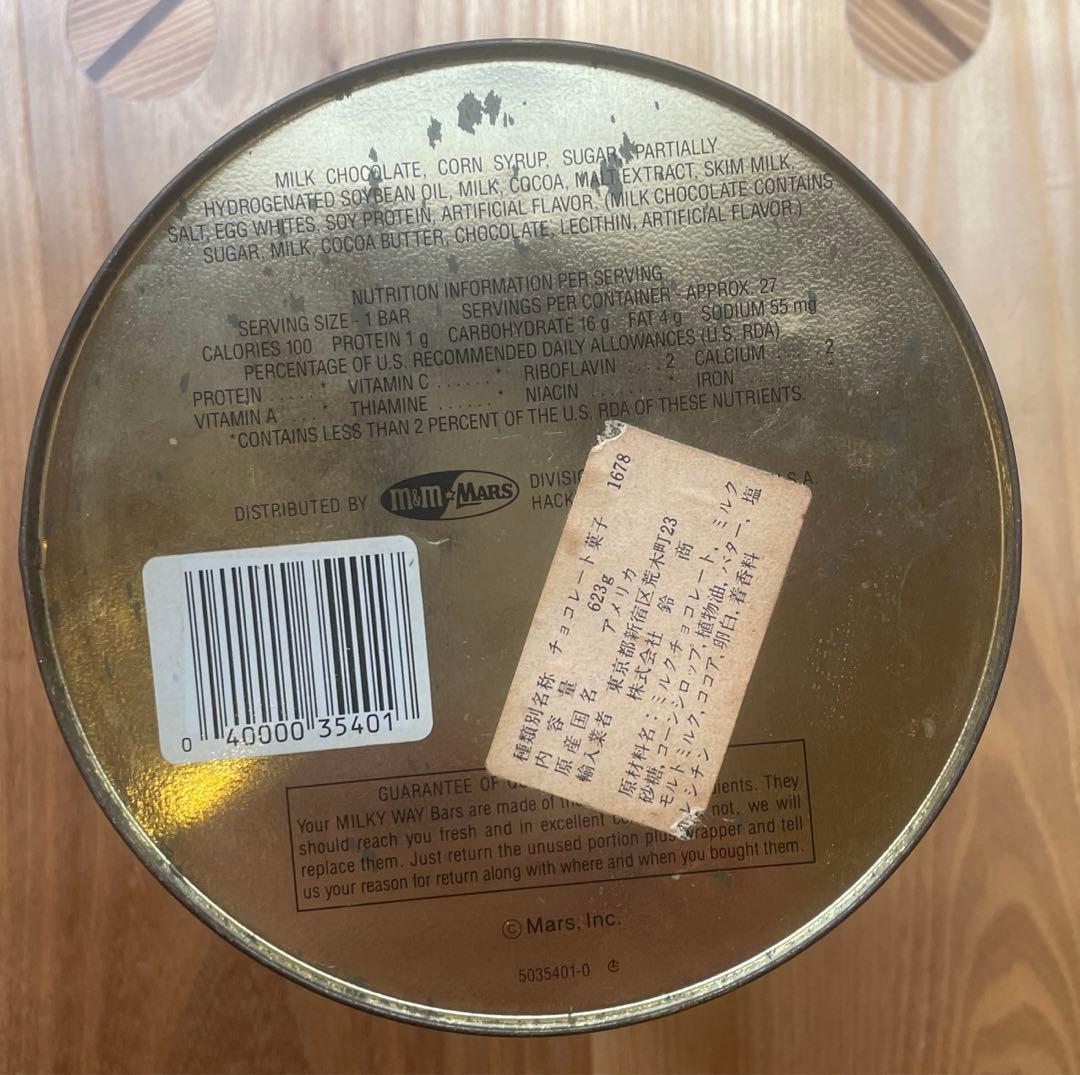 MILK CHOCOLATE, CORN SYRUP, SUGAR, PARTIALLY
HYDROGENATED SOYBEAN OIL, MILK, COCOA, MALT EXTRACT, SKIM MILK,
SALT, EGG WHITES, SOY PROTEIN, ARTIFICIAL FLAVOR. (MILK CHOCOLATE CONTAINS
SUGAR, MILK, COCOA BUTTER, CHOCOLATE, LECITHIN, ARTIFICIAL FLAVOR.)
NUTRITION INFORMATION PER SERVING
SERVING SIZE - 1 BAR SERVINGS PER CONTAINER - APPROX. 27
CALORIES 100 PROTEIN 1 g CARBOHYDRATE 16 g FAT 4 g SODIUM 55 mg
PERCENTAGE OF U.S. RECOMMENDED DAILY ALLOWANCES (U.S. RDA)
PROTEIN ........ * VITAMIN C ...... * RIBOFLAVIN .... 2 CALCIUM ...... 2
VITAMIN A ..... * THIAMINE ...... * NIACIN ........ * IRON .......... *
*CONTAINS LESS THAN 2 PERCENT OF THE U.S. RDA OF THESE NUTRIENTS.
DISTRIBUTED BY m&m★MARS
DIVISI
HACK
S.A
1678
種類別名称 チョコレート菓子
内容量 623g
原産国名 アメリカ
輸入業者 東京都新宿区荒木町23
株式会社 鈴商
原材料名:ミルクチョコレート、ミルク
砂糖、コーンシロップ、植物油、バター、塩
モルトミルク、ココア、卵白、着香料
レシチン
0 40000 35401
GUARANTEE OF
Your MILKY WAY Bars are made of dients. They
should reach you fresh and in excellent not, we will
replace them. Just return the unused portion plus wrapper and tell
us your reason for return along with where and when you bought them.
©Mars, Inc.
5035401-0